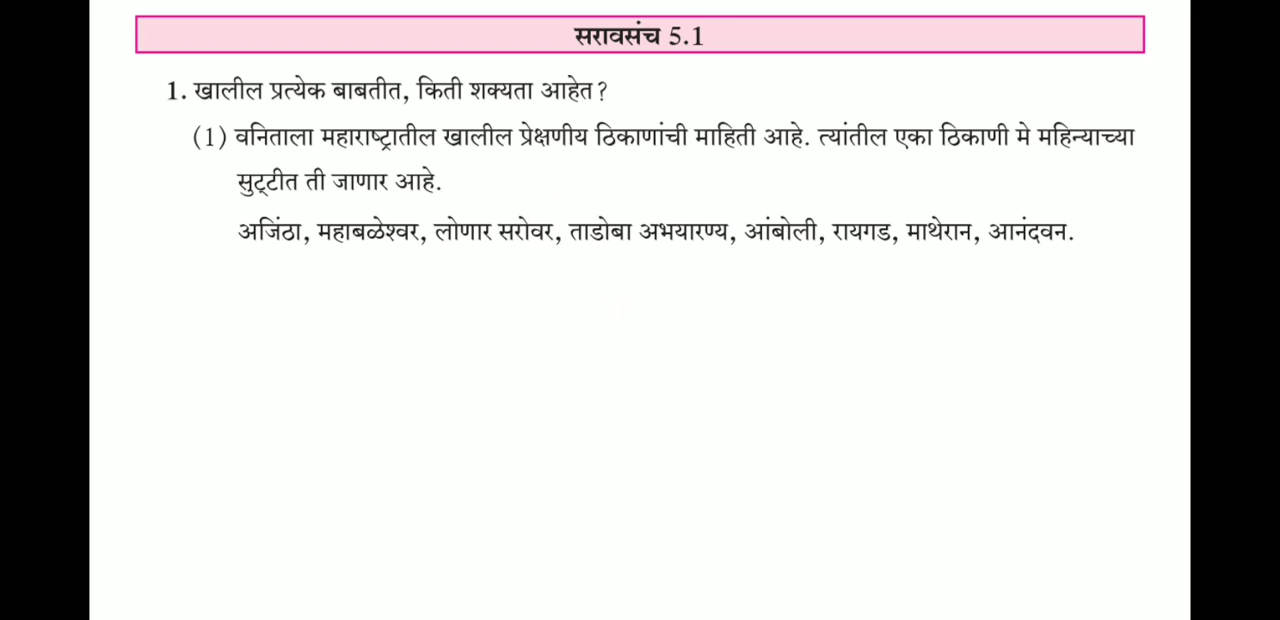 सरावसंच 5.1
1. खालील प्रत्येक बाबतीत, किती शक्यता आहेत?
(1) वनिताला महाराष्ट्रातील खालील प्रेक्षणीय ठिकाणांची माहिती आहे. त्यांतील एका ठिकाणी मे महिन्याच्या
सुट्टीत ती जाणार आहे.
अजिंठा, महाबळेश्वर, लोणार सरोवर, ताडोबा अभयारण्य, आंबोली, रायगड, माथेरान, आनंदवन.